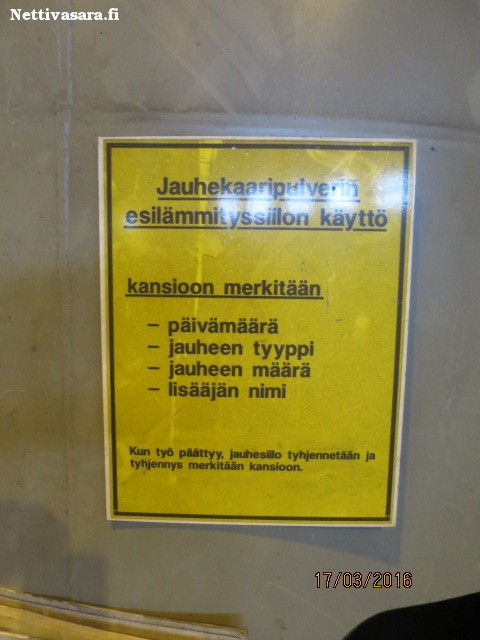 Nettivasara.fi
Jauhekaaripulverin
esilämmityssiilon käyttö
kansioon merkitään
– päivämäärä
– jauheen tyyppi
– jauheen määrä
– lisääjän nimi
Kun työ päättyy, jauhesiilo tyhjennetään ja
tyhjennys merkitään kansioon.
17/03/2016